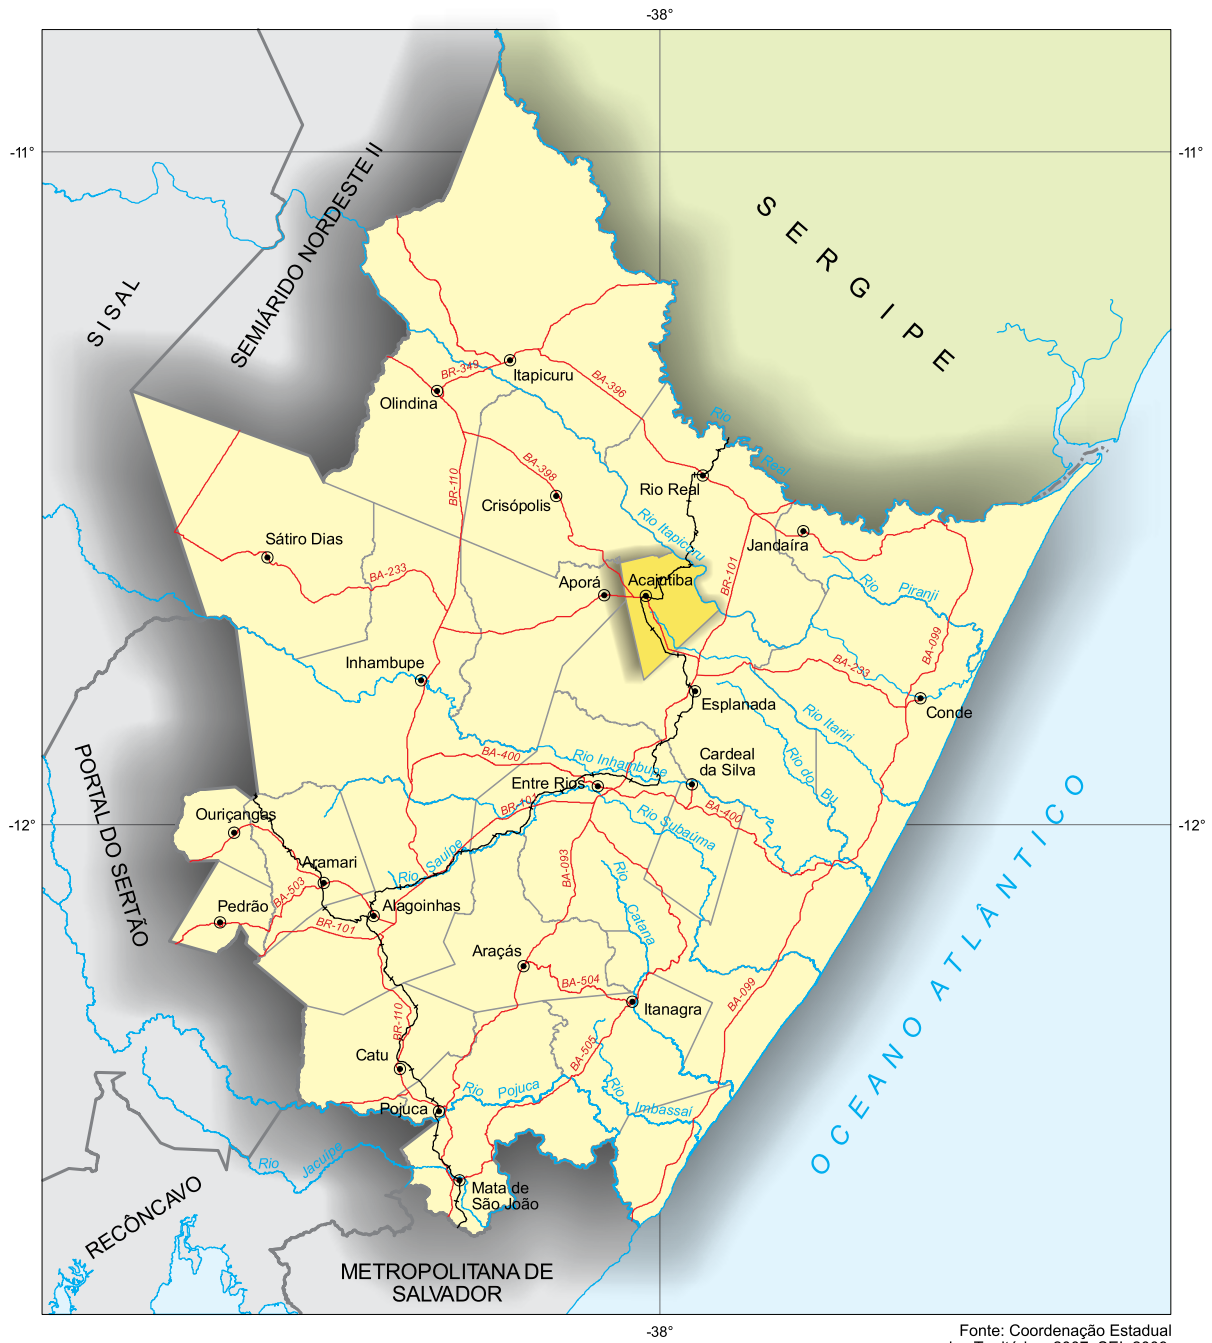 -38°
-11°
-11°
SERGIPE
SEMIÁRIDO NORDESTE II
SISAL
BR-349
Itapicuru
Olindina
BA-396
Rio
Real
BA-398
BR-110
Rio Real
Crisópolis
Rio Itapicuru
Jandaíra
Sátiro Dias
BA-233
Aporá
Acajutiba
BR-101
Rio
Piranji
BA-099
Inhambupe
BA-233
Esplanada
Conde
Rio Itariri
PORTAL DO SERTÃO
BA-400
Rio Inhambupe
Cardeal
da Silva
Rio do Bu
Entre Rios
BR-101
BA-400
Ouriçangas
Rio Subaúma
-12°
-12°
Aramari
Rio Sauípe
BA-093
Rio
Catana
BA-503
Pedrão
Alagoinhas
BR-101
Araçás
BA-504
Itanagra
BA-099
BR-110
BA-505
Catu
Rio Pojuca
Rio
Imbassaí
Pojuca
Rio
Jacuípe
Mata de
São João
RECÔNCAVO
METROPOLITANA DE
SALVADOR
OCEANO ATLÂNTICO
-38°
Fonte: Coordenação Estadual